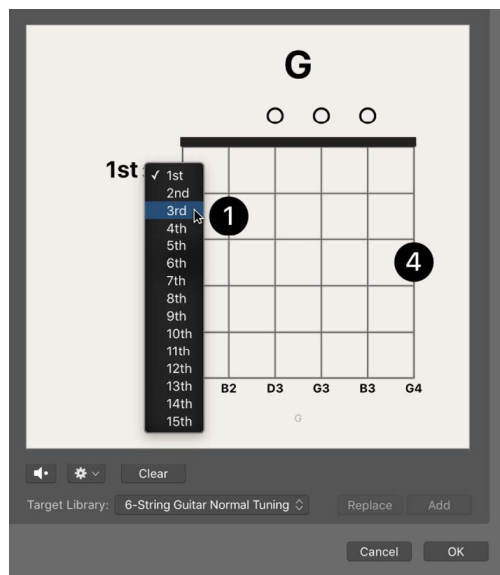 G
1st
✓ 1st
2nd
3rd
1
4th
5th
4
6th
7th
8th
9th
10th
11th
12th
13th
B2 D3 G3 B3 G4
14th
G
15th
Clear
Target Library: 6-String Guitar Normal Tuning Replace Add
Cancel OK